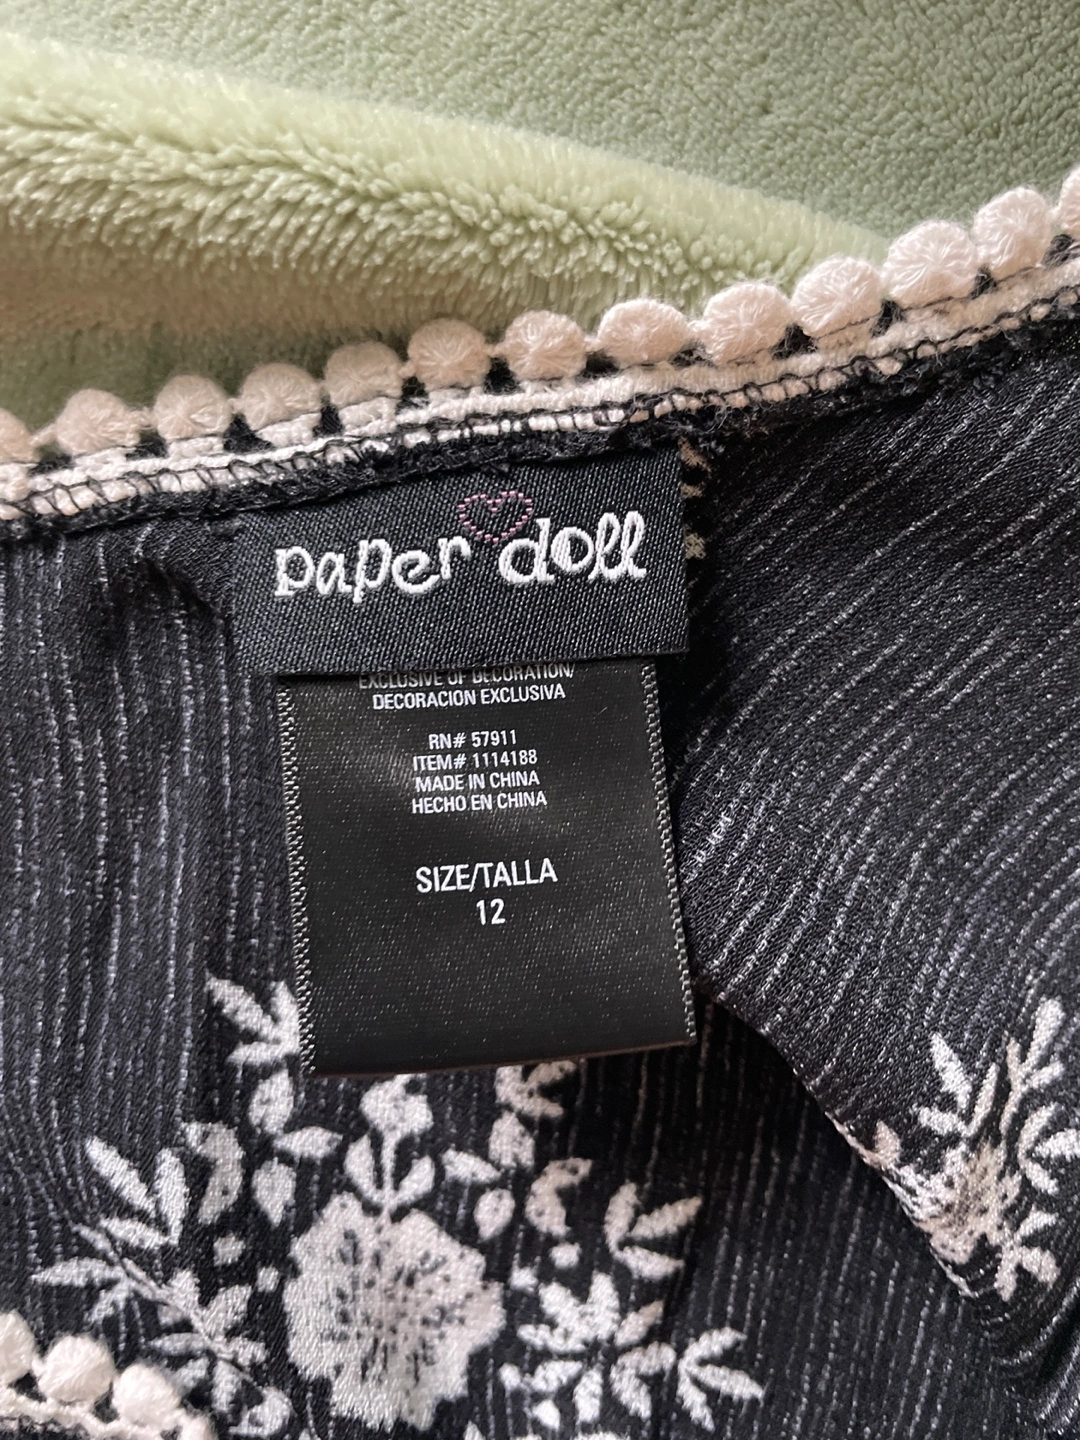 paper doll
EXCLUSIVE OF DECORATION/
DECORACION EXCLUSIVA
RN# 57911
ITEM# 1114188
MADE IN CHINA
HECHO EN CHINA
SIZE/TALLA
12